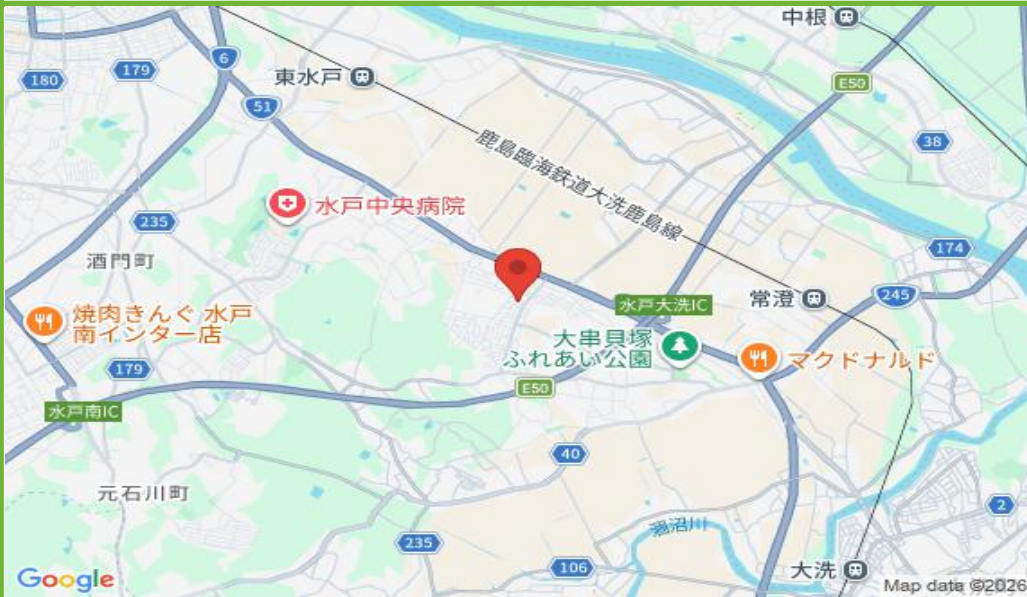 中根
179
6
180
東水戸
E50
51
鹿島臨海鉄道大洗鹿島線
38
水戸中央病院
235
174
酒門町
245
水戸大洗IC
常澄
焼肉きんぐ 水戸
南インター店
大串貝塚
ふれあい公園
マクドナルド
179
E50
水戸南IC
40
元石川町
2
涸沼川
235
106
大洗
Google
Map data ©2026